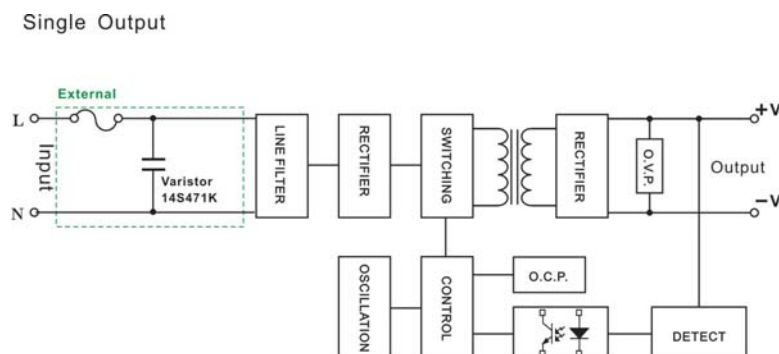 Single Output
External
L
Input
N
Varistor
14S471K
LINE FILTER
RECTIFIER
SWITCHING
RECTIFIER
O.V.P.
+V
Output
-V
OSCILLATION
CONTROL
O.C.P.
DETECT